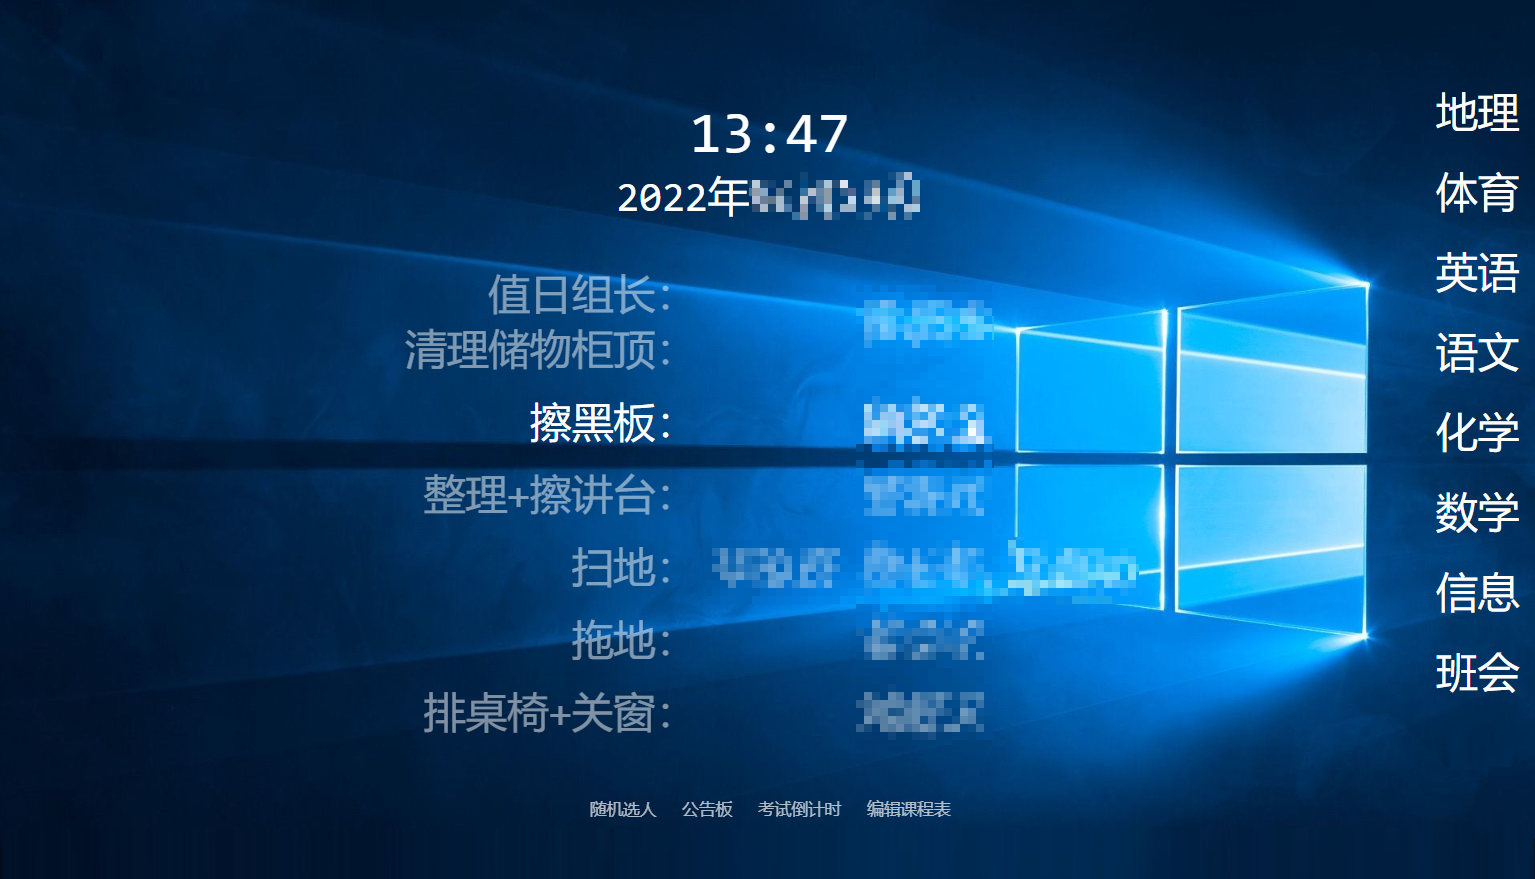 13:47
2022年
值日组长:
清理储物柜顶:
擦黑板:
整理+擦讲台:
扫地:
拖地:
排桌椅+关窗:
随机选人 公告板 考试倒计时 编辑课程表
地理
体育
英语
语文
化学
数学
信息
班会